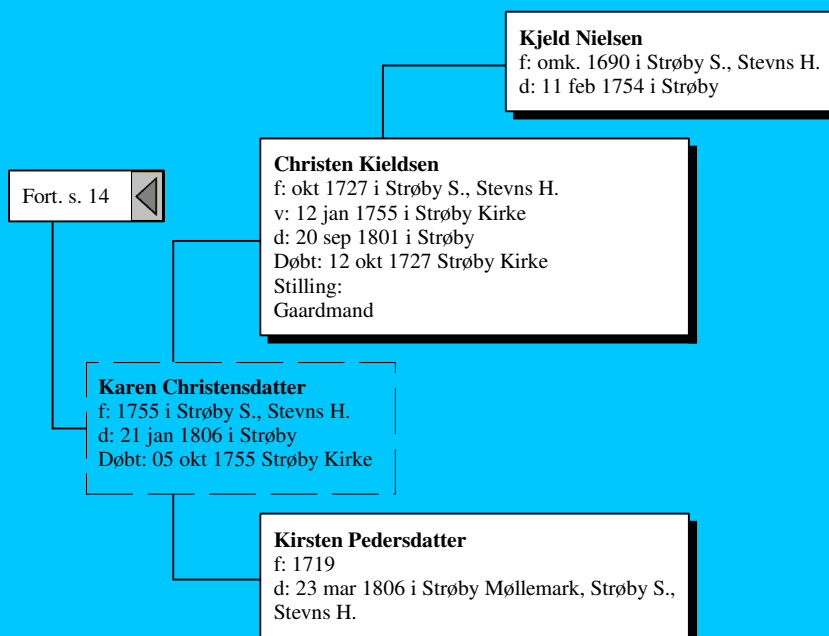 Kjeld Nielsen
f: omk. 1690 i Strøby S., Stevns H.
d: 11 feb 1754 i Strøby
Christen Kieldsen
f: okt 1727 i Strøby S., Stevns H.
v: 12 jan 1755 i Strøby Kirke
d: 20 sep 1801 i Strøby
Døbt: 12 okt 1727 Strøby Kirke
Stilling:
Gaardmand
Fort. s. 14
Karen Christensdatter
f: 1755 i Strøby S., Stevns H.
d: 21 jan 1806 i Strøby
Døbt: 05 okt 1755 Strøby Kirke
Kirsten Pedersdatter
f: 1719
d: 23 mar 1806 i Strøby Møllemark, Strøby S.,
Stevns H.